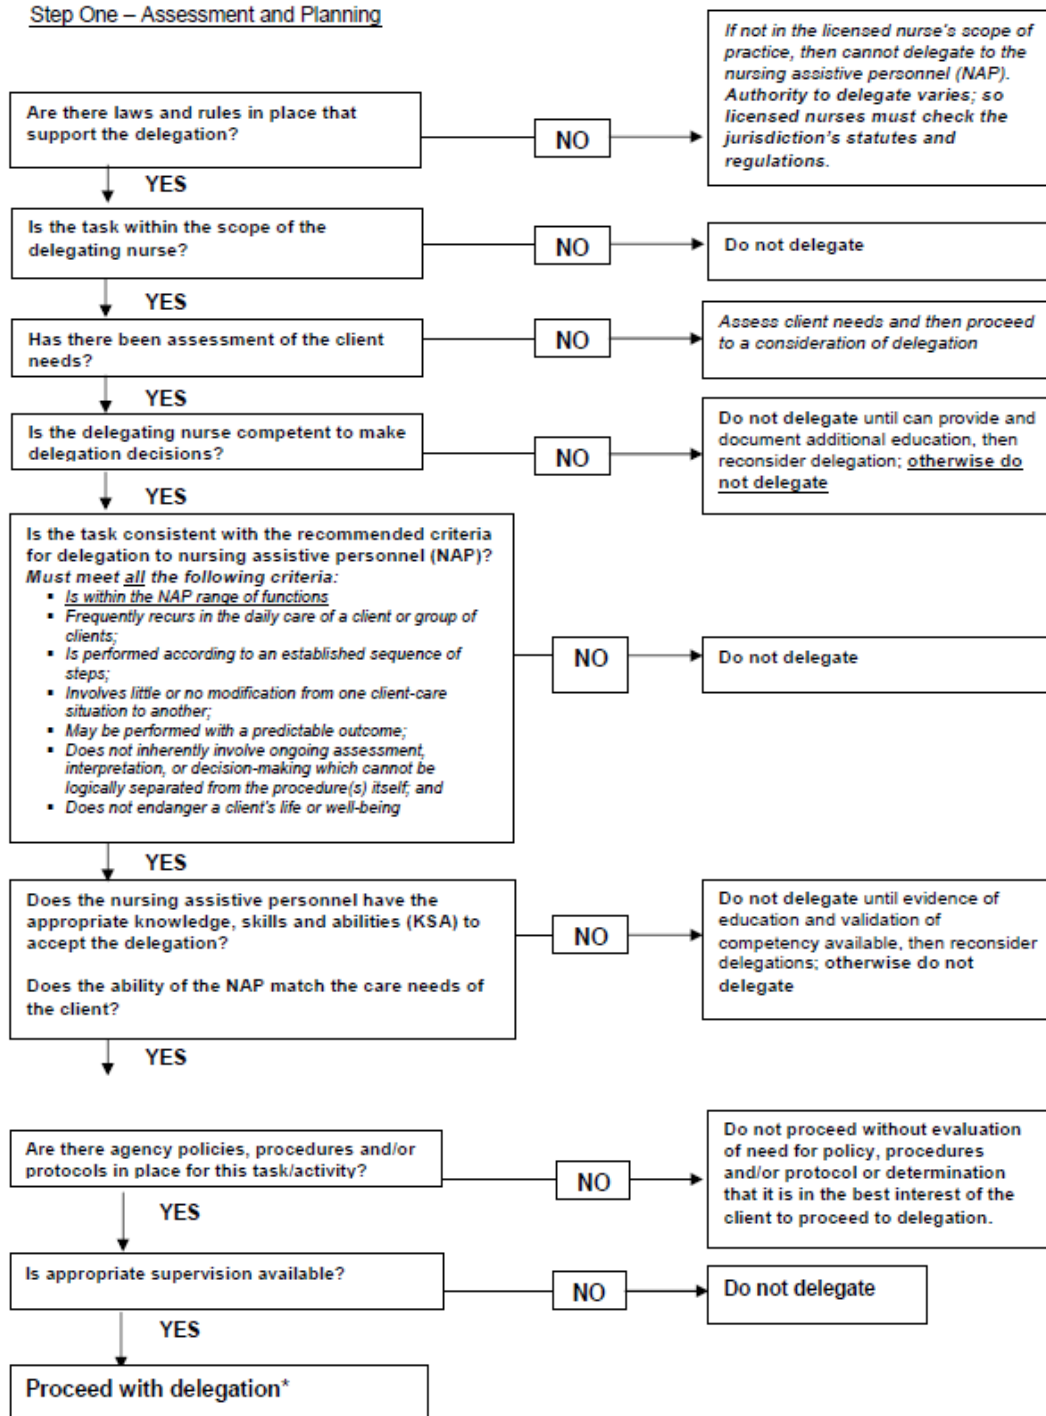 Step One – Assessment and Planning
If not in the licensed nurse's scope of
practice, then cannot delegate to the
nursing assistive personnel (NAP).
Authority to delegate varies; so
licensed nurses must check the
jurisdiction's statutes and
regulations.
Are there laws and rules in place that
support the delegation?
NO
YES
Is the task within the scope of the
delegating nurse?
NO
Do not delegate
YES
Has there been assessment of the client
needs?
NO
Assess client needs and then proceed
to a consideration of delegation
YES
Is the delegating nurse competent to make
delegation decisions?
NO
Do not delegate until can provide and
document additional education, then
reconsider delegation; otherwise do
not delegate
YES
Is the task consistent with the recommended criteria
for delegation to nursing assistive personnel (NAP)?
Must meet all the following criteria:
▪ Is within the NAP range of functions
▪ Frequently recurs in the daily care of a client or group of
clients;
▪ Is performed according to an established sequence of
steps;
▪ Involves little or no modification from one client-care
situation to another;
▪ May be performed with a predictable outcome;
▪ Does not inherently involve ongoing assessment,
interpretation, or decision-making which cannot be
logically separated from the procedure(s) itself; and
▪ Does not endanger a client's life or well-being
NO
Do not delegate
YES
Does the nursing assistive personnel have the
appropriate knowledge, skills and abilities (KSA) to
accept the delegation?
Does the ability of the NAP match the care needs of
the client?
NO
Do not delegate until evidence of
education and validation of
competency available, then reconsider
delegations; otherwise do not
delegate
YES
Are there agency policies, procedures and/or
protocols in place for this task/activity?
NO
Do not proceed without evaluation
of need for policy, procedures
and/or protocol or determination
that it is in the best interest of the
client to proceed to delegation.
YES
Is appropriate supervision available?
NO
Do not delegate
YES
Proceed with delegation*